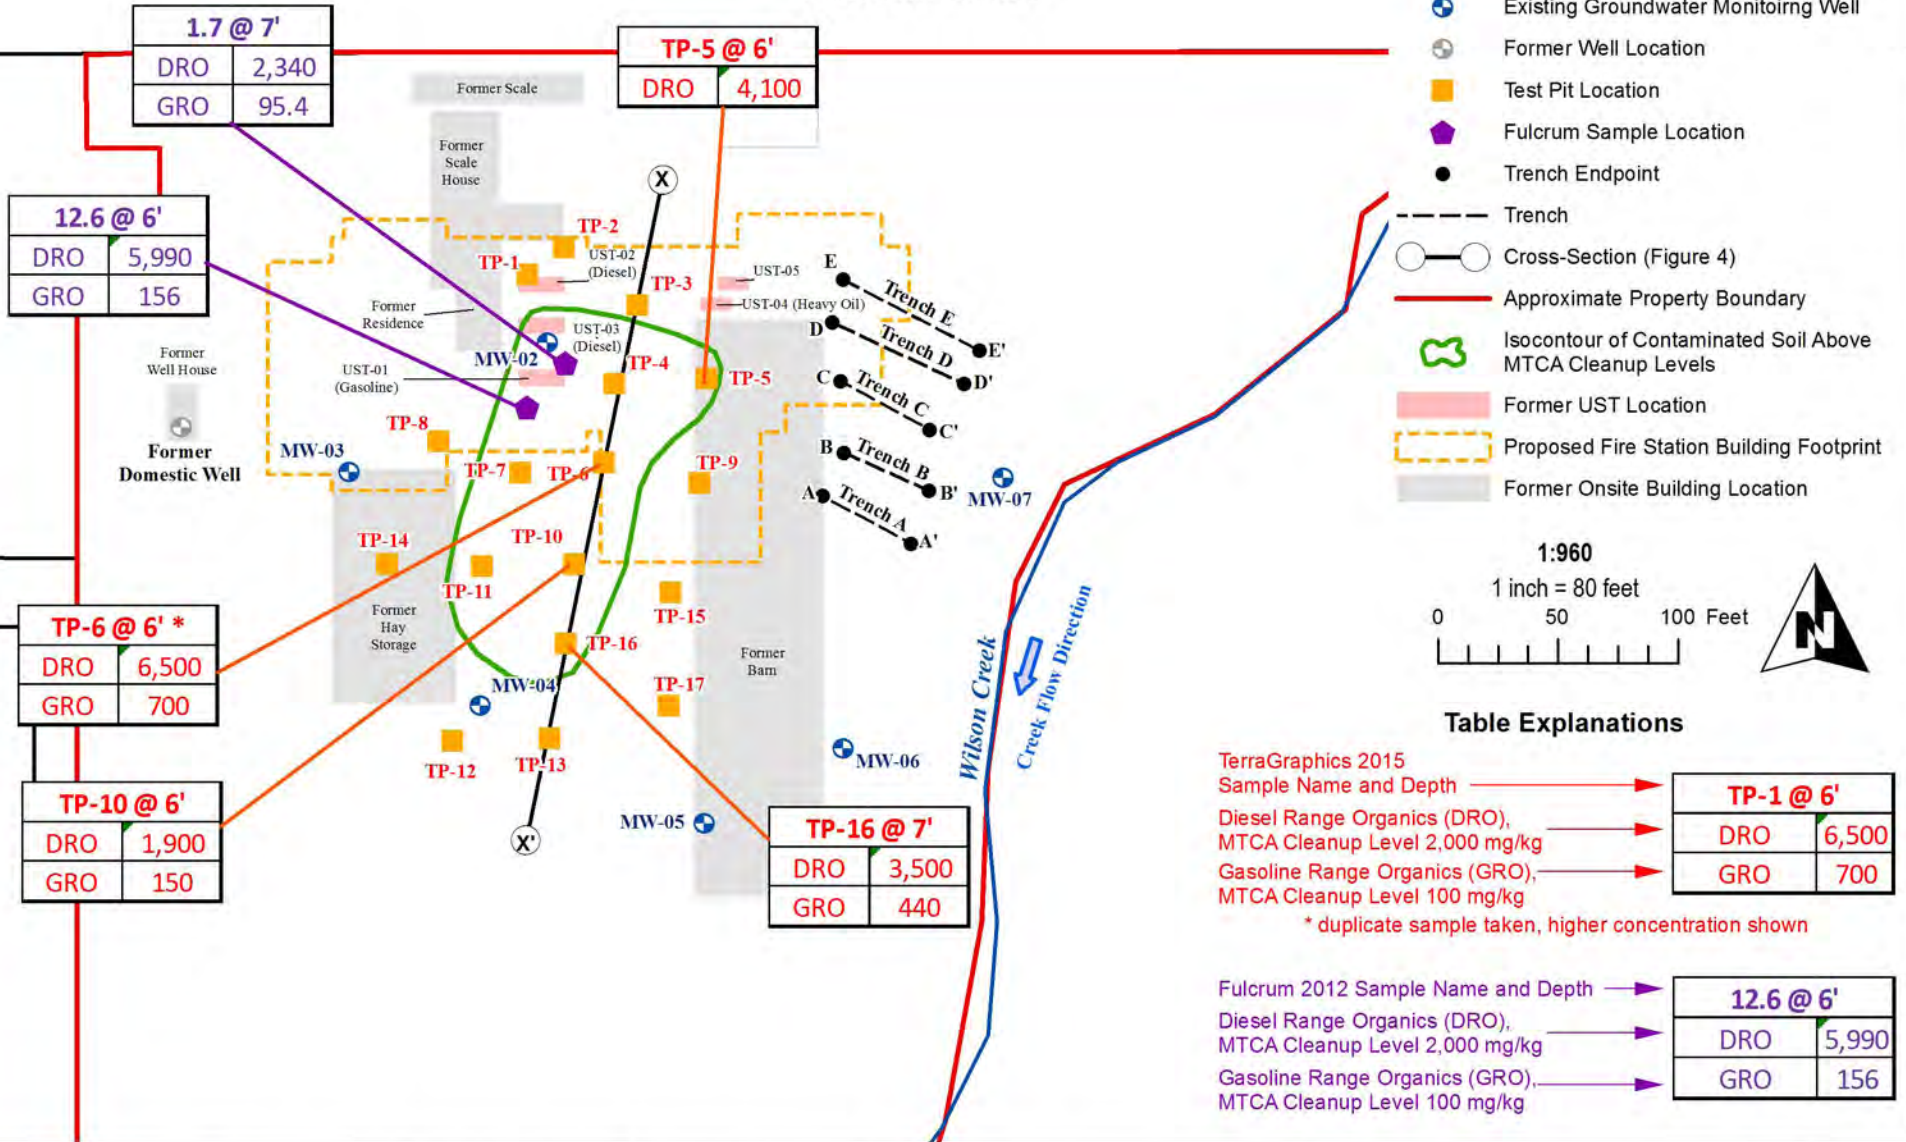 1.7 @ 7'
DRO 2,340
GRO 95.4
TP-5 @ 6'
DRO 4,100
12.6 @ 6'
DRO 5,990
GRO 156
Former Scale
Former
Scale
House
X
TP-2
UST-02
(Diesel)
TP-1
TP-3
UST-05
UST-04 (Heavy Oil)
Former
Residence
UST-03
(Diesel)
MW-02
TP-4
UST-01
(Gasoline)
TP-5
Former
Well House
Former
Domestic Well
TP-8
MW-03
TP-7
TP-6
TP-9
E
Trench E
E'
D
Trench D
D'
C
Trench C
C'
B
Trench B
B'
A
Trench A
A'
MW-07
TP-14
TP-10
TP-11
TP-15
Former
Hay
Storage
TP-16
Former
Barn
MW-04
TP-17
TP-12
TP-13
MW-06
MW-05
X'
Wilson Creek
Creek Flow Direction
TP-6 @ 6' *
DRO 6,500
GRO 700
TP-10 @ 6'
DRO 1,900
GRO 150
TP-16 @ 7'
DRO 3,500
GRO 440
Existing Groundwater Monitoirng Well
Former Well Location
Test Pit Location
Fulcrum Sample Location
Trench Endpoint
Trench
Cross-Section (Figure 4)
Approximate Property Boundary
Isocontour of Contaminated Soil Above
MTCA Cleanup Levels
Former UST Location
Proposed Fire Station Building Footprint
Former Onsite Building Location
1:960
1 inch = 80 feet
0 50 100 Feet
N
Table Explanations
TerraGraphics 2015
Sample Name and Depth
Diesel Range Organics (DRO),
MTCA Cleanup Level 2,000 mg/kg
Gasoline Range Organics (GRO),
MTCA Cleanup Level 100 mg/kg
TP-1 @ 6'
DRO 6,500
GRO 700
* duplicate sample taken, higher concentration shown
Fulcrum 2012 Sample Name and Depth
Diesel Range Organics (DRO),
MTCA Cleanup Level 2,000 mg/kg
Gasoline Range Organics (GRO),
MTCA Cleanup Level 100 mg/kg
12.6 @ 6'
DRO 5,990
GRO 156